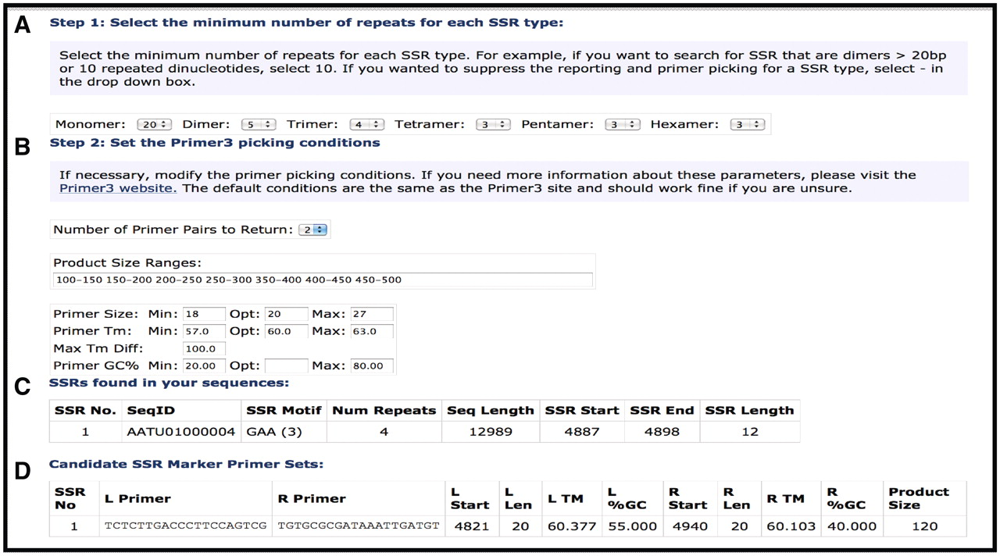 A
Step 1: Select the minimum number of repeats for each SSR type:
Select the minimum number of repeats for each SSR type. For example, if you want to search for SSR that are dimers > 20bp
or 10 repeated dinucleotides, select 10. If you wanted to suppress the reporting and primer picking for a SSR type, select - in
the drop down box.
Monomer: 20 Dimer: 5 Trimer: 4 Tetramer: 3 Pentamer: 3 Hexamer: 3
B
Step 2: Set the Primer3 picking conditions
If necessary, modify the primer picking conditions. If you need more information about these parameters, please visit the
Primer3 website. The default conditions are the same as the Primer3 site and should work fine if you are unsure.
Number of Primer Pairs to Return: 2
Product Size Ranges:
100-150 150-200 200-250 250-300 350-400 400-450 450-500
Primer Size: Min: 18 Opt: 20 Max: 27
Primer Tm: Min: 57.0 Opt: 60.0 Max: 63.0
Max Tm Diff: 100.0
Primer GC% Min: 20.00 Opt: Max: 80.00
C
SSRs found in your sequences:
SSR No. SeqID SSR Motif Num Repeats Seq Length SSR Start SSR End SSR Length
1 AATU01000004 GAA (3) 4 12989 4887 4898 12
D
Candidate SSR Marker Primer Sets:
SSR No L Primer R Primer L Start L Len L TM L %GC R Start R Len R TM R %GC Product Size
1 TCTCTTGACCCTTCCAGTCG TGTGCGCGATAAATTGATGT 4821 20 60.377 55.000 4940 20 60.103 40.000 120